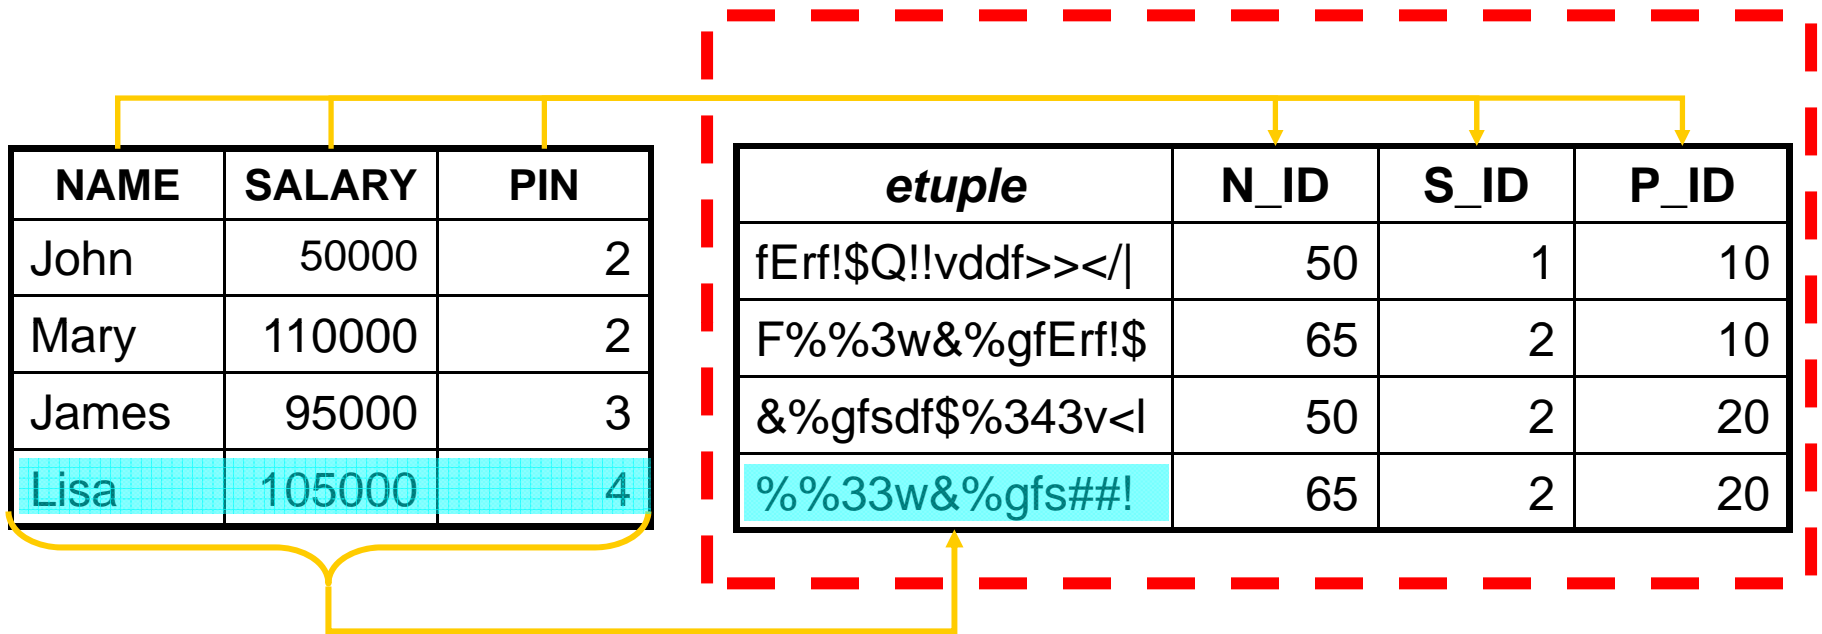 NAME SALARY PIN
John 50000 2
Mary 110000 2
James 95000 3
Lisa 105000 4
etuple N_ID S_ID P_ID
fErf!$Q!!vddf>></| 50 1 10
F%%3w&%gfErf!$ 65 2 10
&%gfsdf$%343v<l 50 2 20
%%33w&%gfs##! 65 2 20